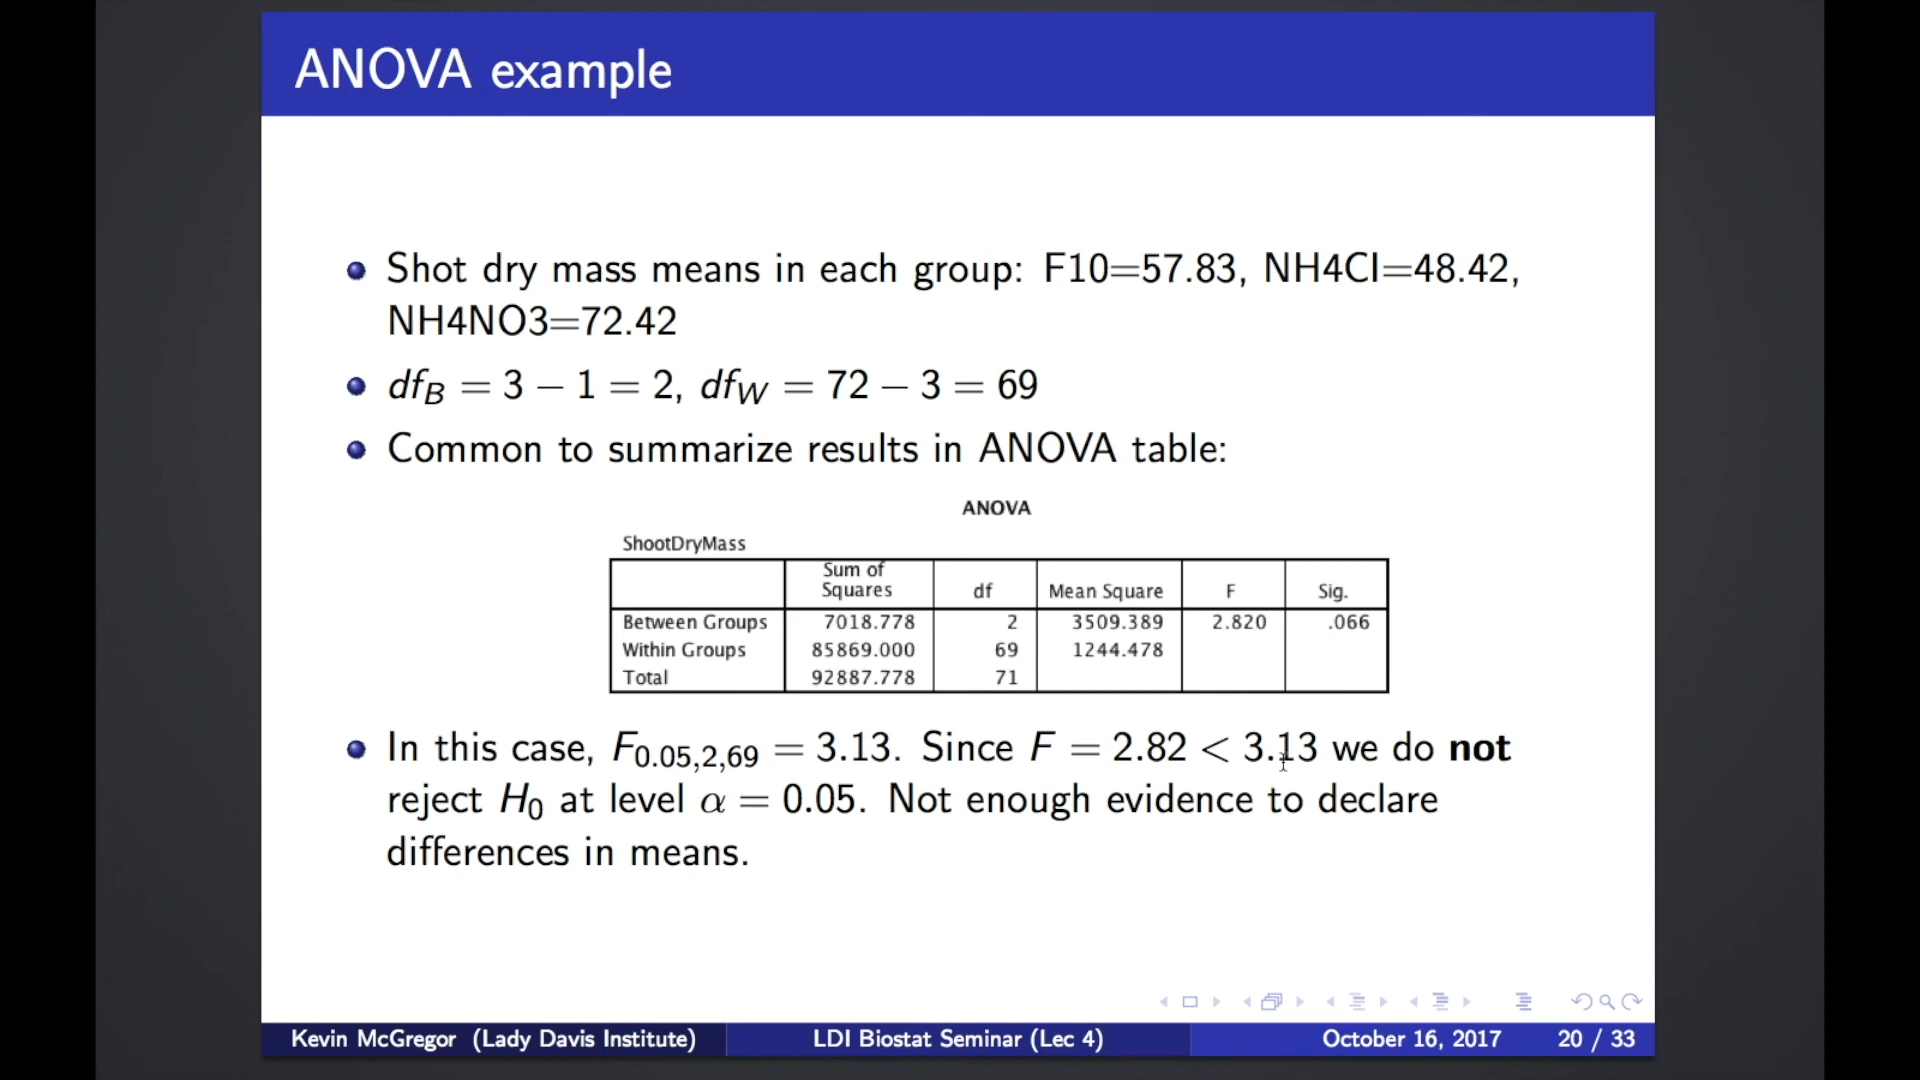 ANOVA example
Shot dry mass means in each group: F10=57.83, NH4Cl=48.42,
NH4NO3=72.42
df_B = 3 − 1 = 2, df_W = 72 − 3 = 69
Common to summarize results in ANOVA table:
ANOVA
ShootDryMass
Sum of Squares df Mean Square F Sig.
Between Groups 7018.778 2 3509.389 2.820 .066
Within Groups 85869.000 69 1244.478
Total 92887.778 71
In this case, F_0.05,2,69 = 3.13. Since F = 2.82 < 3.13 we do not
reject H_0 at level α = 0.05. Not enough evidence to declare
differences in means.
Kevin McGregor (Lady Davis Institute) LDI Biostat Seminar (Lec 4) October 16, 2017 20 / 33